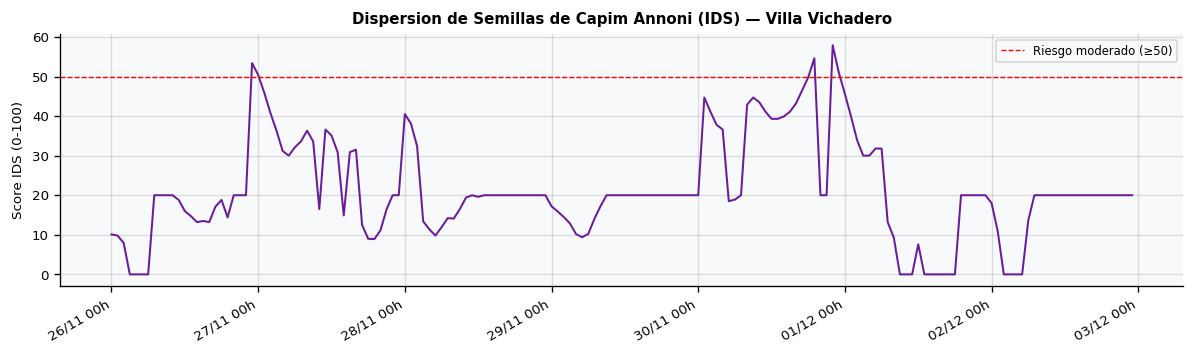 Dispersion de Semillas de Capim Annoni (IDS) — Villa Vichadero
Riesgo moderado (≥50)
Score IDS (0-100)
60
50
40
30
20
10
0
26/11 00h
27/11 00h
28/11 00h
29/11 00h
30/11 00h
01/12 00h
02/12 00h
03/12 00h